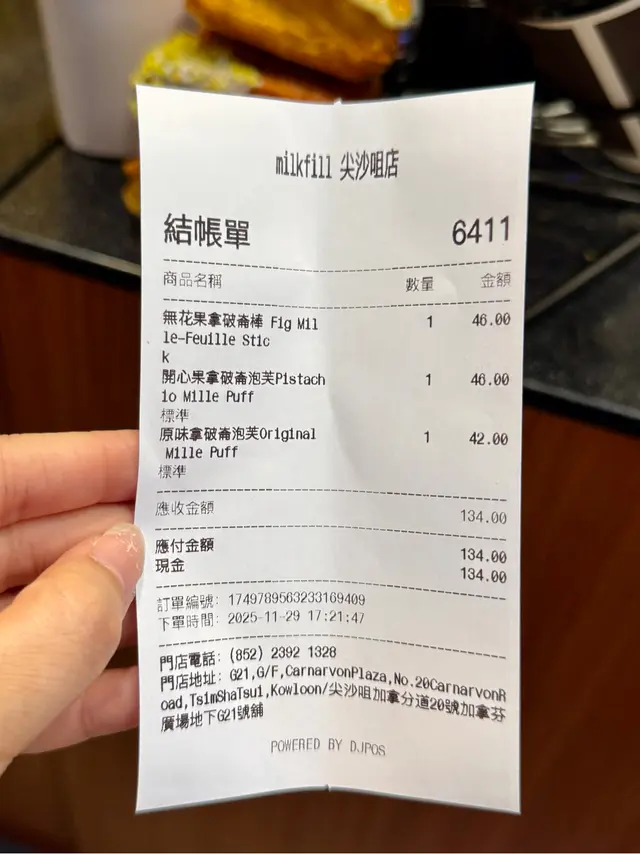 milkfill 尖沙咀店
結帳單 6411
商品名稱 數量 金額
無花果拿破崙棒 Fig Mil 1 46.00
le-Feuille Stic
k
開心果拿破崙泡芙Pistach 1 46.00
io Mille Puff
標準
原味拿破崙泡芙Original 1 42.00
Mille Puff
標準
應收金額 134.00
應付金額 134.00
現金 134.00
訂單編號: 1749789563233169409
下單時間: 2025-11-29 17:21:47
門店電話: (852) 2392 1328
門店地址: G21,G/F,CarnarvonPlaza,No.20CarnarvonR
oad,TsimShaTsui,Kowloon/尖沙咀加拿分道20號加拿芬
廣場地下G21號舖
POWERED BY DJPOS